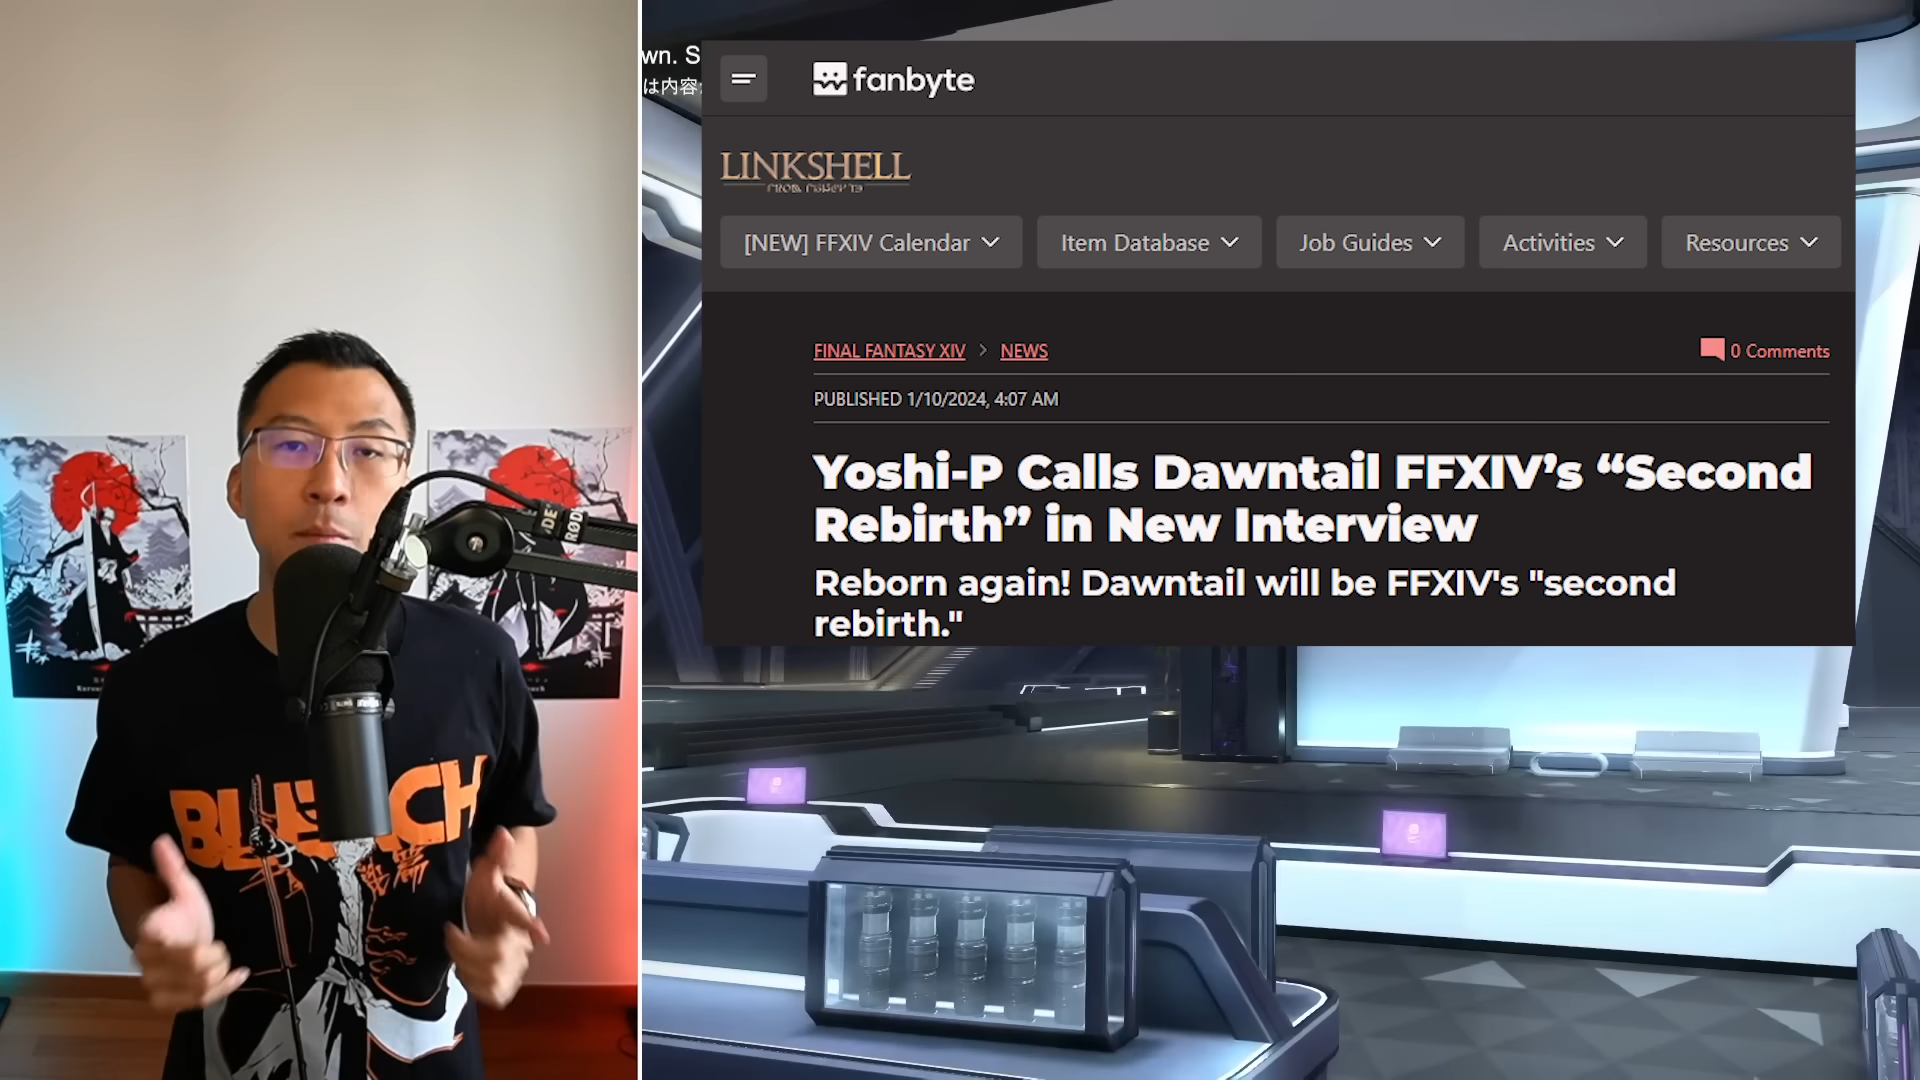 wn. S
は内容
fanbyte
LINKSHELL
[NEW] FFXIV Calendar
Item Database
Job Guides
Activities
Resources
FINAL FANTASY XIV > NEWS
0 Comments
PUBLISHED 1/10/2024, 4:07 AM
Yoshi-P Calls Dawntail FFXIV’s “Second
Rebirth” in New Interview
Reborn again! Dawntail will be FFXIV's "second
rebirth."
RØDE
BLEACH